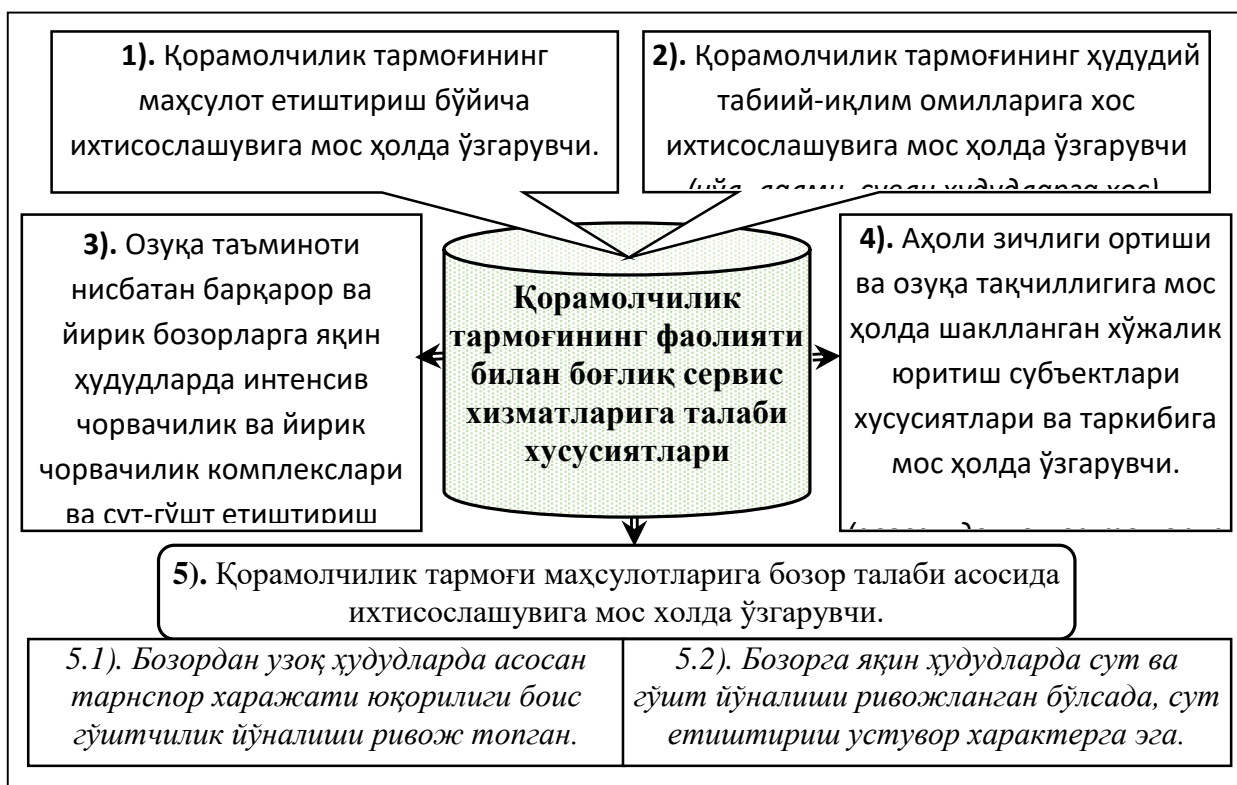 1). Қорамолчилик тармоғининг
маҳсулот етиштириш бўйича
ихтисослашувига мос ҳолда ўзгарувчи.
2). Қорамолчилик тармоғининг ҳудудий
табиий-иқлим омилларига хос
ихтисослашувига мос ҳолда ўзгарувчи
3). Озуқа таъминоти
нисбатан барқарор ва
йирик бозорларга яқин
ҳудудларда интенсив
чорвачилик ва йирик
чорвачилик комплекслари
ва сут-гўшт етиштириш
Қорамолчилик
тармоғининг фаолияти
билан боғлиқ сервис
хизматларига талаби
хусусиятлари
4). Аҳоли зичлиги ортиши
ва озуқа тақчиллигига мос
ҳолда шаклланган хўжалик
юритиш субъектлари
хусусиятлари ва таркибига
мос ҳолда ўзгарувчи.
5). Қорамолчилик тармоғи маҳсулотларига бозор талаби асосида
ихтисослашувига мос холда ўзгарувчи.
5.1). Бозордан узоқ ҳудудларда асосан
тарнспор харажати юқорилиги боис
гўштчилик йўналиши ривож топган.
5.2). Бозорга яқин ҳудудларда сут ва
гўшт йўналиши ривожланган бўлсада, сут
етиштириш устувор характерга эга.